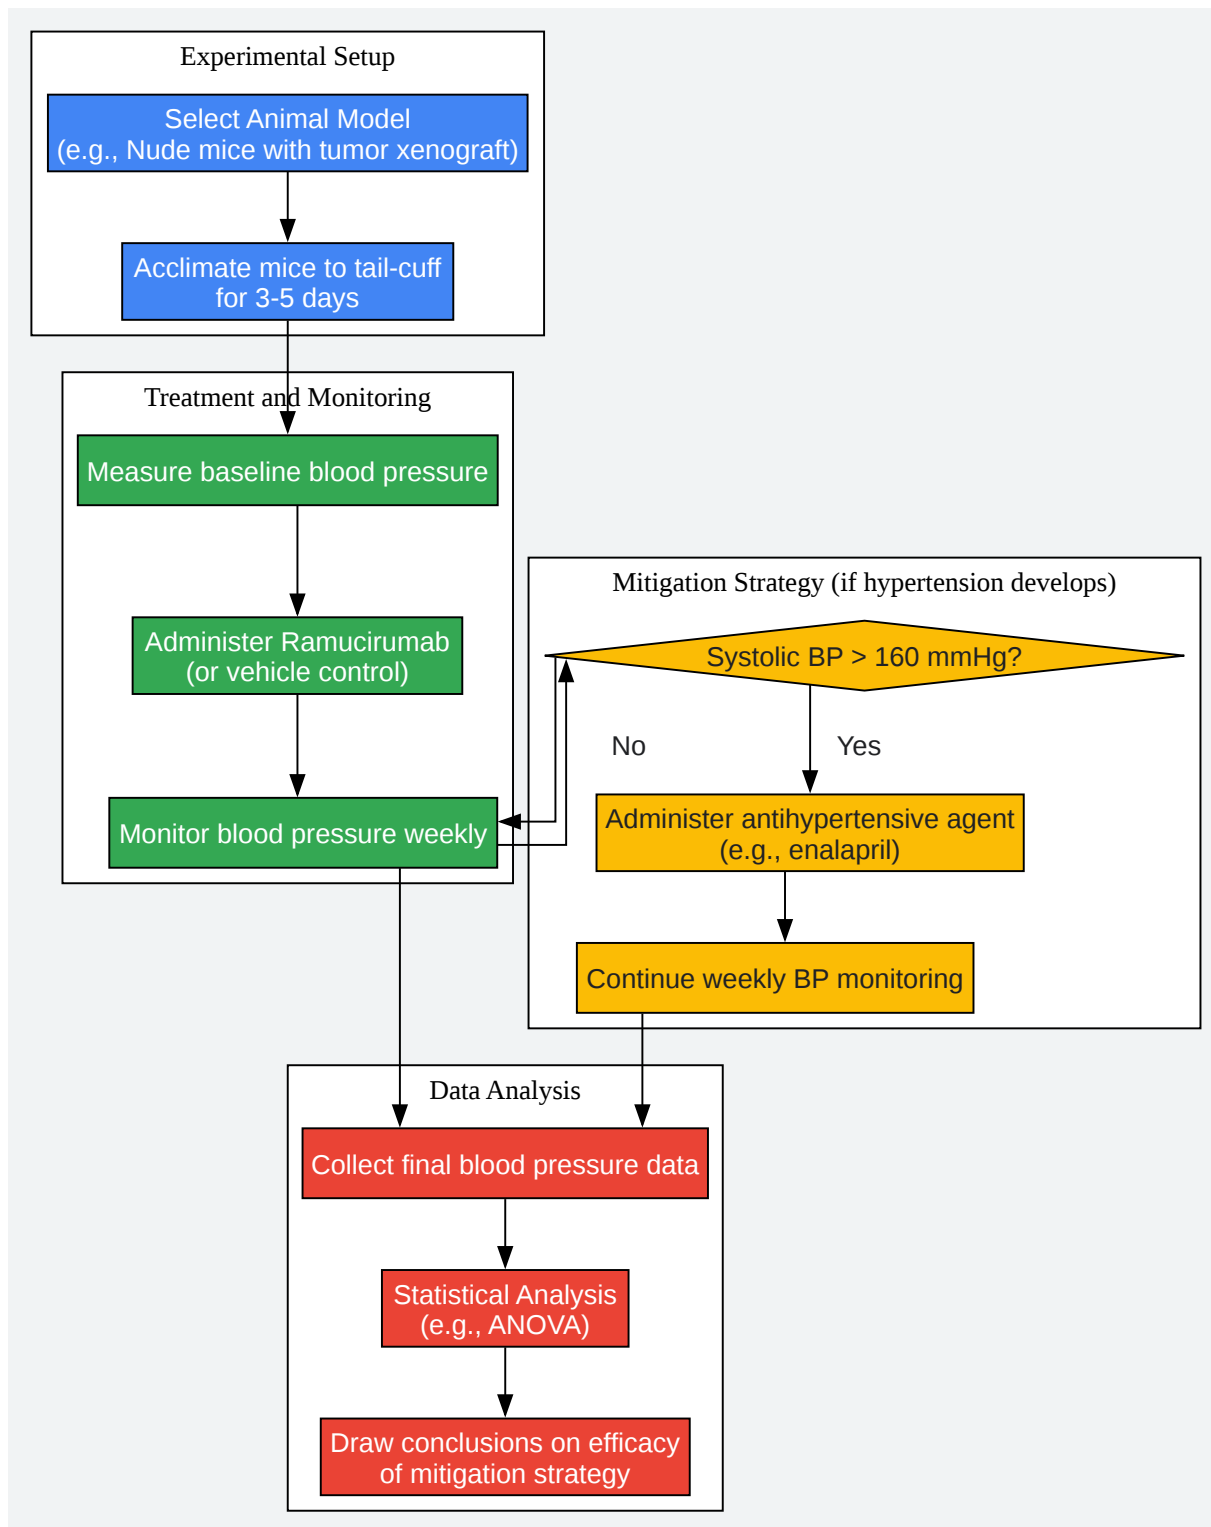 Experimental Setup
Select Animal Model
(e.g., Nude mice with tumor xenograft)
Acclimate mice to tail-cuff
for 3-5 days
Treatment and Monitoring
Measure baseline blood pressure
Administer Ramucirumab
(or vehicle control)
Monitor blood pressure weekly
Mitigation Strategy (if hypertension develops)
Systolic BP > 160 mmHg?
No
Yes
Administer antihypertensive agent
(e.g., enalapril)
Continue weekly BP monitoring
Data Analysis
Collect final blood pressure data
Statistical Analysis
(e.g., ANOVA)
Draw conclusions on efficacy
of mitigation strategy